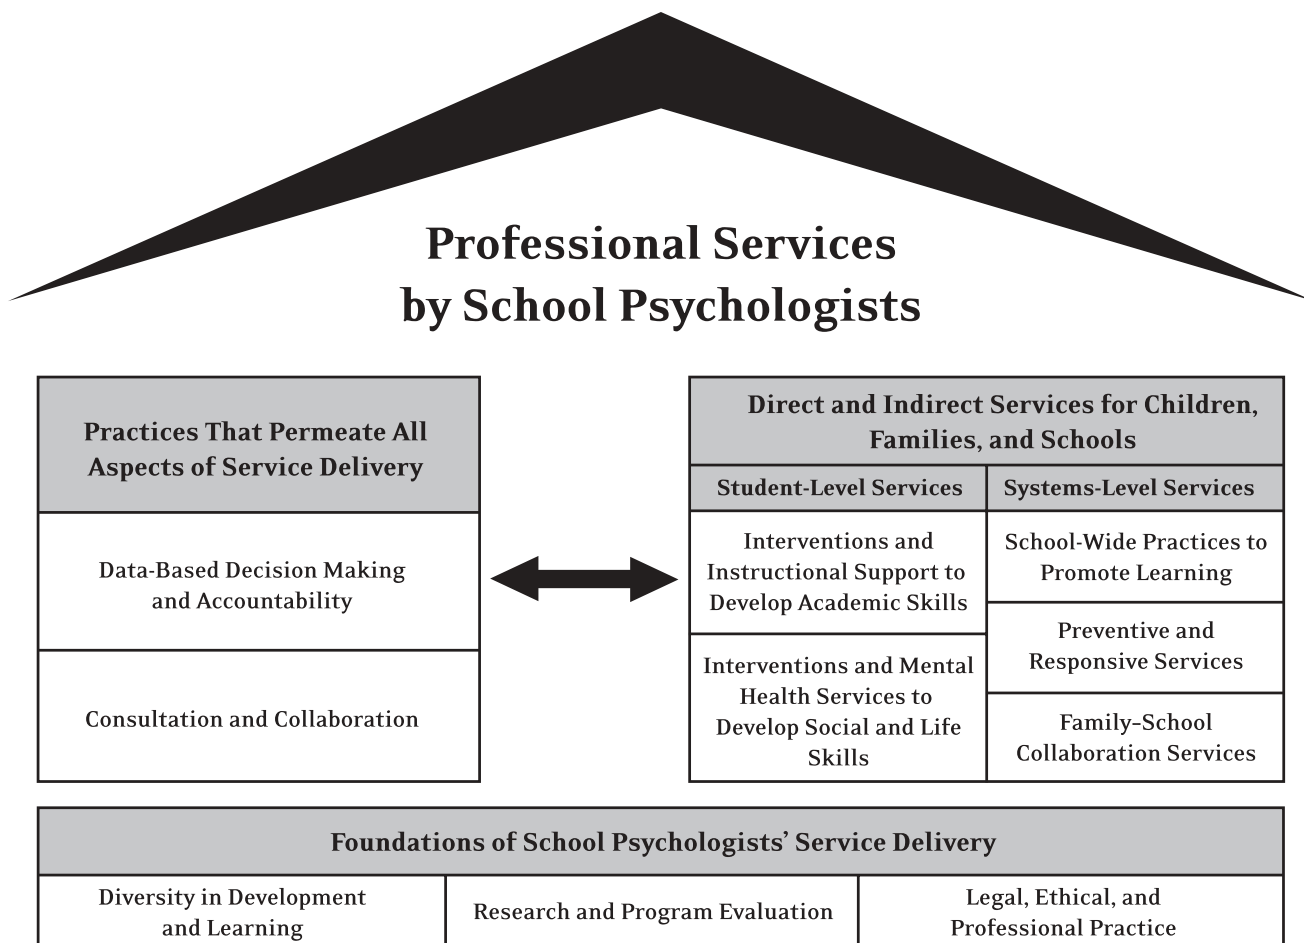 Professional Services
by School Psychologists
Practices That Permeate All
Aspects of Service Delivery
Data-Based Decision Making
and Accountability
Consultation and Collaboration
Direct and Indirect Services for Children,
Families, and Schools
Student-Level Services
Interventions and
Instructional Support to
Develop Academic Skills
Interventions and Mental
Health Services to
Develop Social and Life
Skills
Systems-Level Services
School-Wide Practices to
Promote Learning
Preventive and
Responsive Services
Family–School
Collaboration Services
Foundations of School Psychologists’ Service Delivery
Diversity in Development
and Learning
Research and Program Evaluation
Legal, Ethical, and
Professional Practice